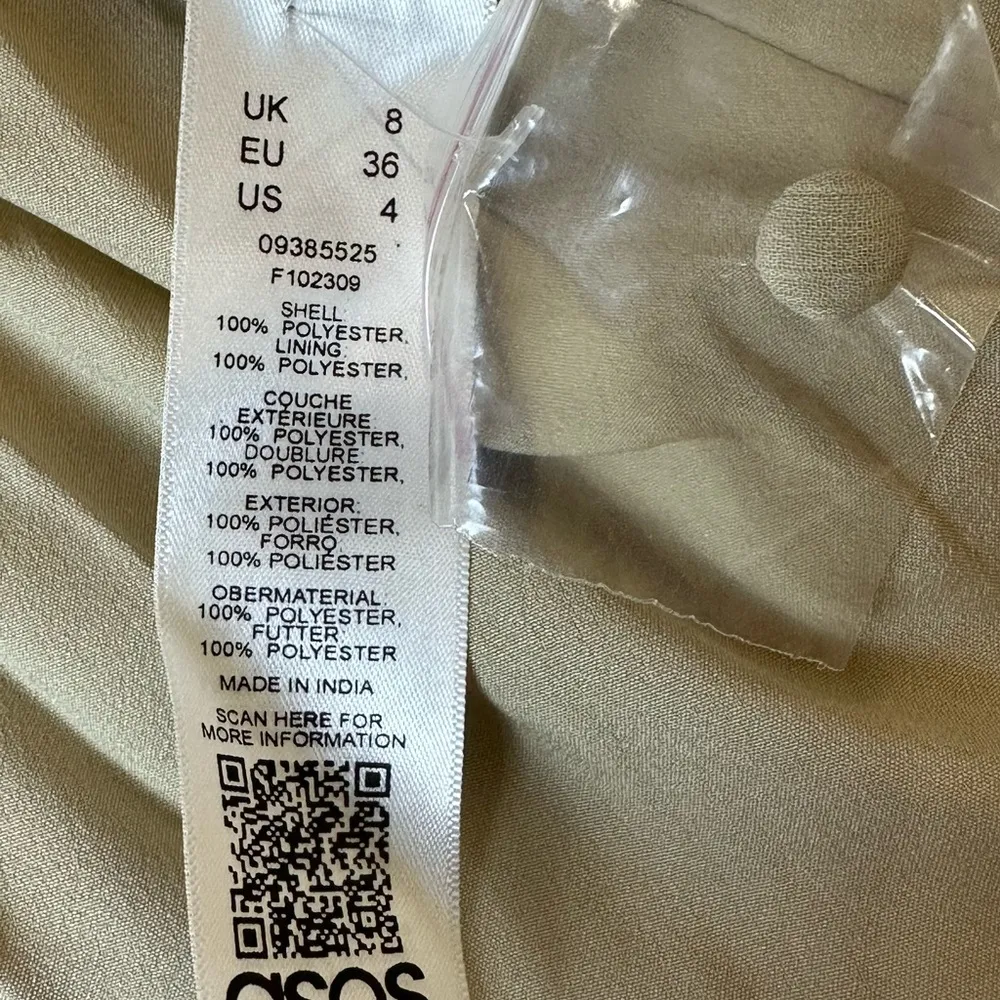 UK 8
EU 36
US 4
09385525
F102309
SHELL:
100% POLYESTER,
LINING:
100% POLYESTER,
COUCHE
EXTÉRIEURE
100% POLYESTER,
DOUBLURE:
100% POLYESTER,
EXTERIOR:
100% POLIÉSTER,
FORRO
100% POLIÉSTER
OBERMATERIAL
100% POLYESTER,
FUTTER
100% POLYESTER
MADE IN INDIA
SCAN HERE FOR
MORE INFORMATION
asos